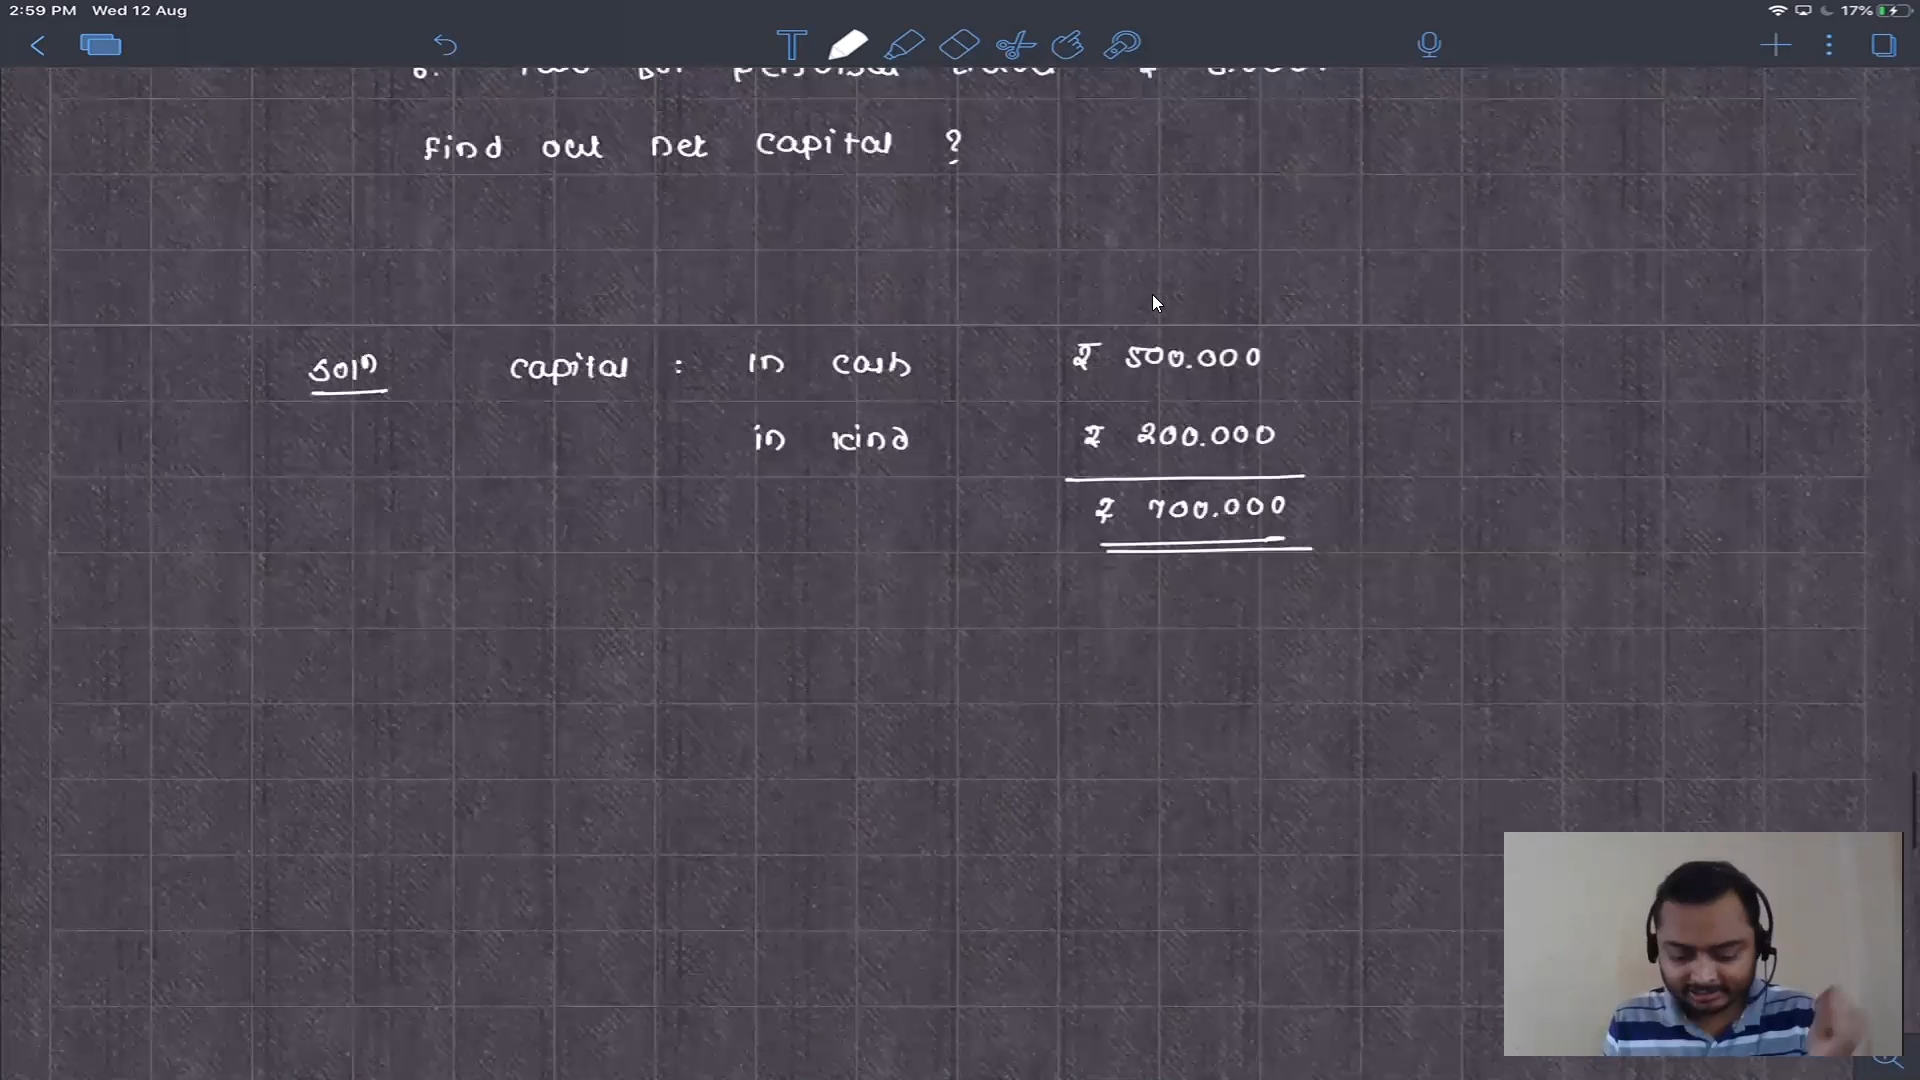 2:59 PM Wed 12 Aug
17%
T
find out net capital ?
Soln capital : in cash ₹ 500.000
in kind ₹ 200.000
₹ 700.000